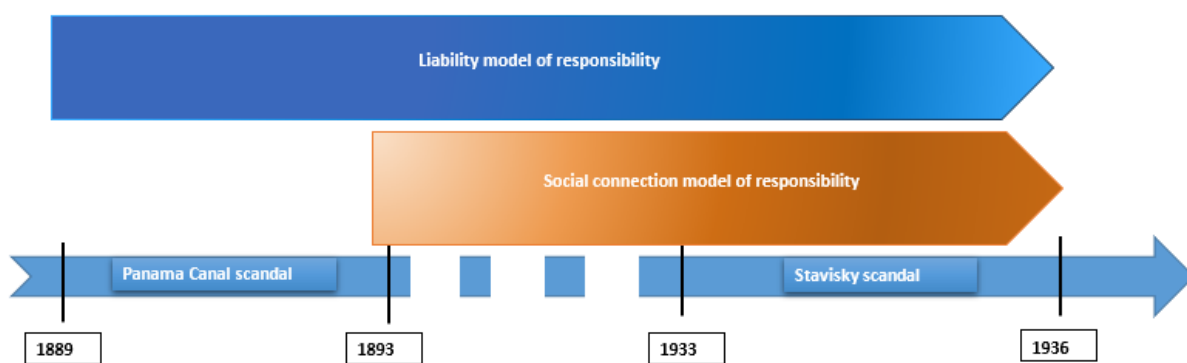 Liability model of responsibility
Social connection model of responsibility
Panama Canal scandal
Stavisky scandal
1889
1893
1933
1936